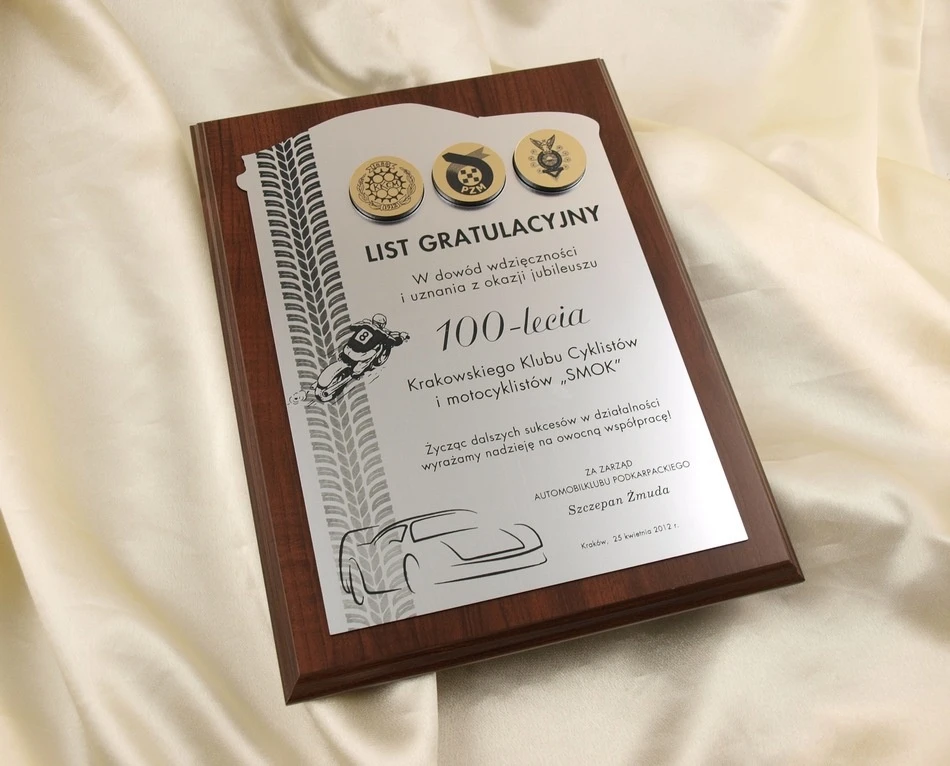 PZM
LIST GRATULACYJNY
W dowód wdzięczności
i uznania z okazji jubileuszu
100-lecia
Krakowskiego Klubu Cyklistów
i motocyklistów „SMOK”
Życząc dalszych sukcesów w działalności
wyrażamy nadzieję na owocną współpracę!
ZA ZARZĄD
AUTOMOBILKLUBU PODKARPACKIEGO
Szczepan Żmuda
Kraków, 25 kwietnia 2012 r.
8